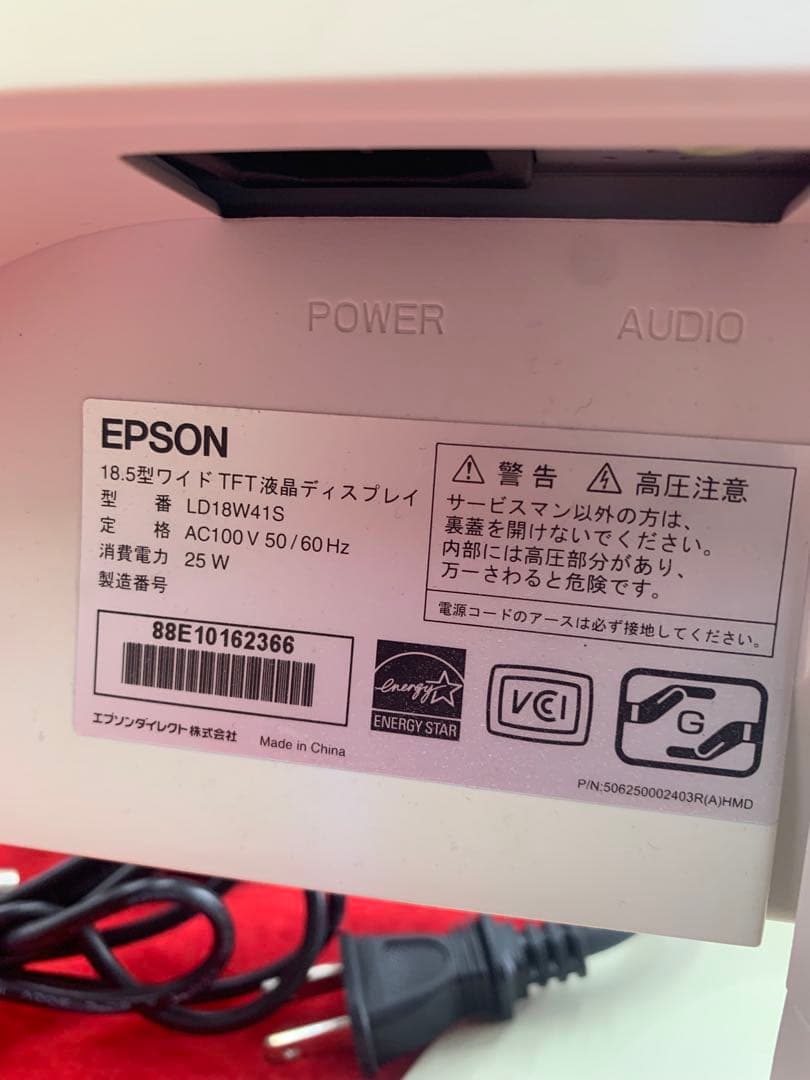 POWER
AUDIO
EPSON
18.5型ワイド TFT液晶ディスプレイ
型 番 LD18W41S
定 格 AC100V 50/60Hz
消費電力 25W
製造番号
88E10162366
エプソンダイレクト株式会社 Made in China
警告 高圧注意
サービスマン以外の方は、
裏蓋を開けないでください。
内部には高圧部分があり、
万一さわると危険です。
電源コードのアースは必ず接地してください。
energy
ENERGY STAR
VCCI
G
P/N:506250002403R(A)HMD